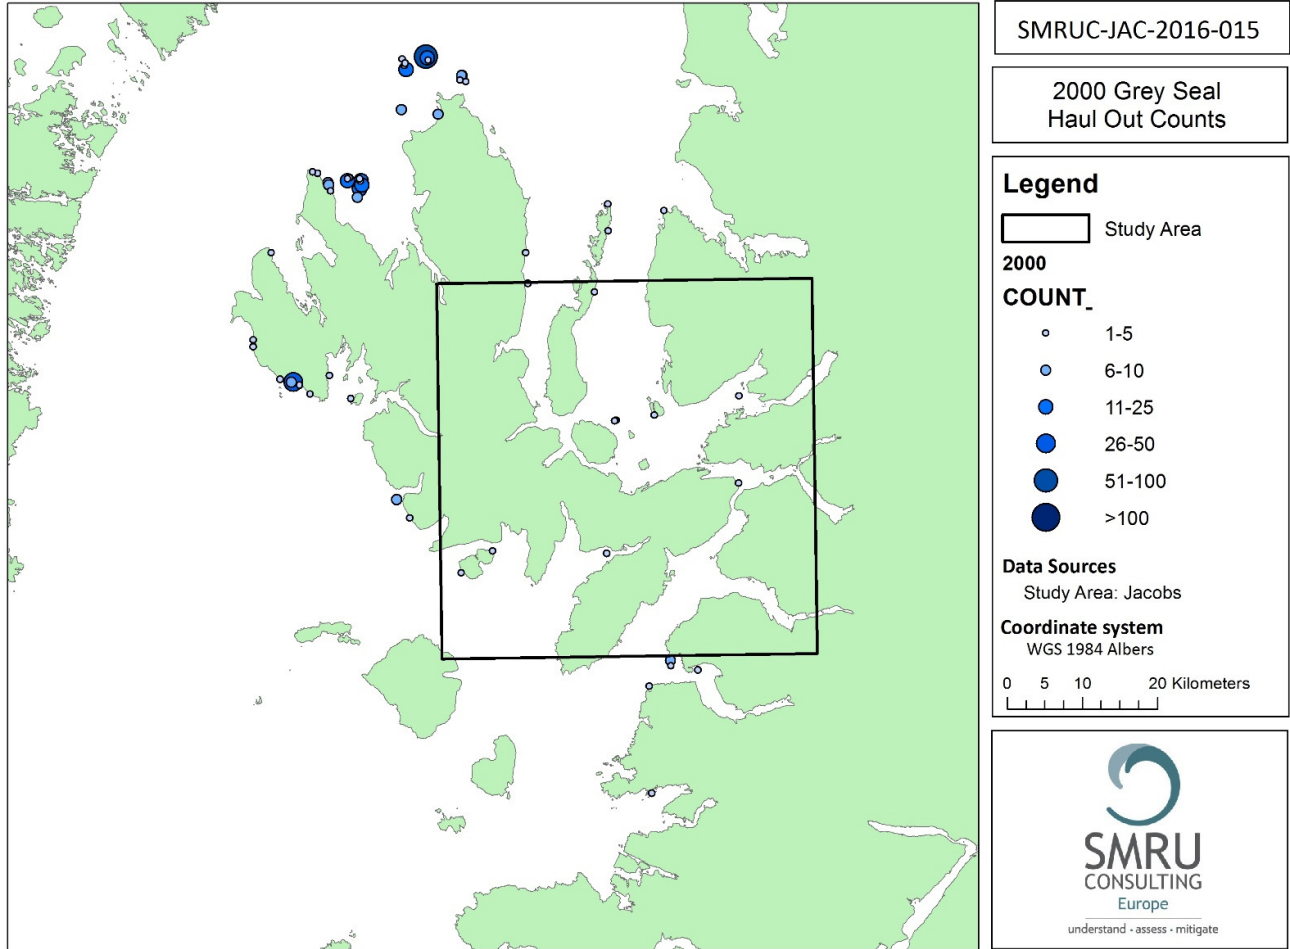 SMRUC-JAC-2016-015
2000 Grey Seal
Haul Out Counts
Legend
Study Area
2000
COUNT_
1-5
6-10
11-25
26-50
51-100
>100
Data Sources
Study Area: Jacobs
Coordinate system
WGS 1984 Albers
0 5 10 20 Kilometers
SMRU
CONSULTING
Europe
understand • assess • mitigate